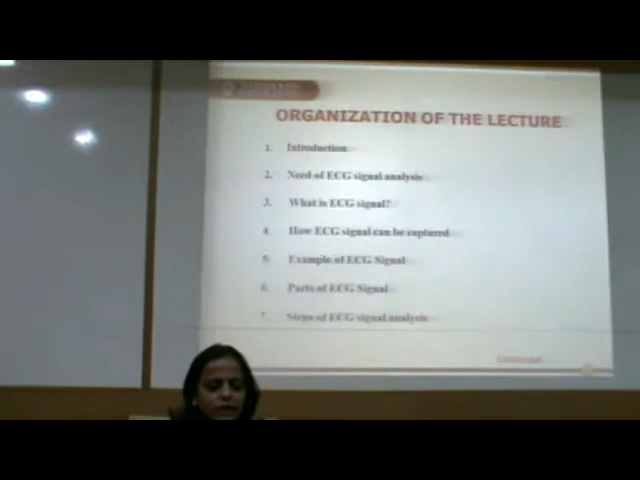 ORGANIZATION OF THE LECTURE
1. Introduction
2. Need of ECG signal analysis
3. What is ECG signal?
4. How ECG signal can be captured
5. Example of ECG Signal
6. Parts of ECG Signal
7. Steps of ECG signal analysis